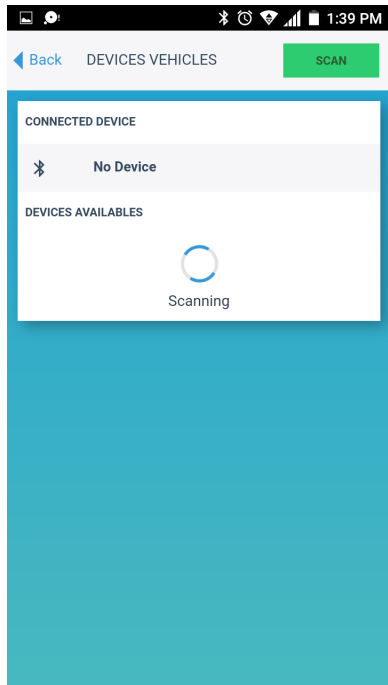 1:39 PM
Back DEVICES VEHICLES SCAN
CONNECTED DEVICE
No Device
DEVICES AVAILABLES
Scanning